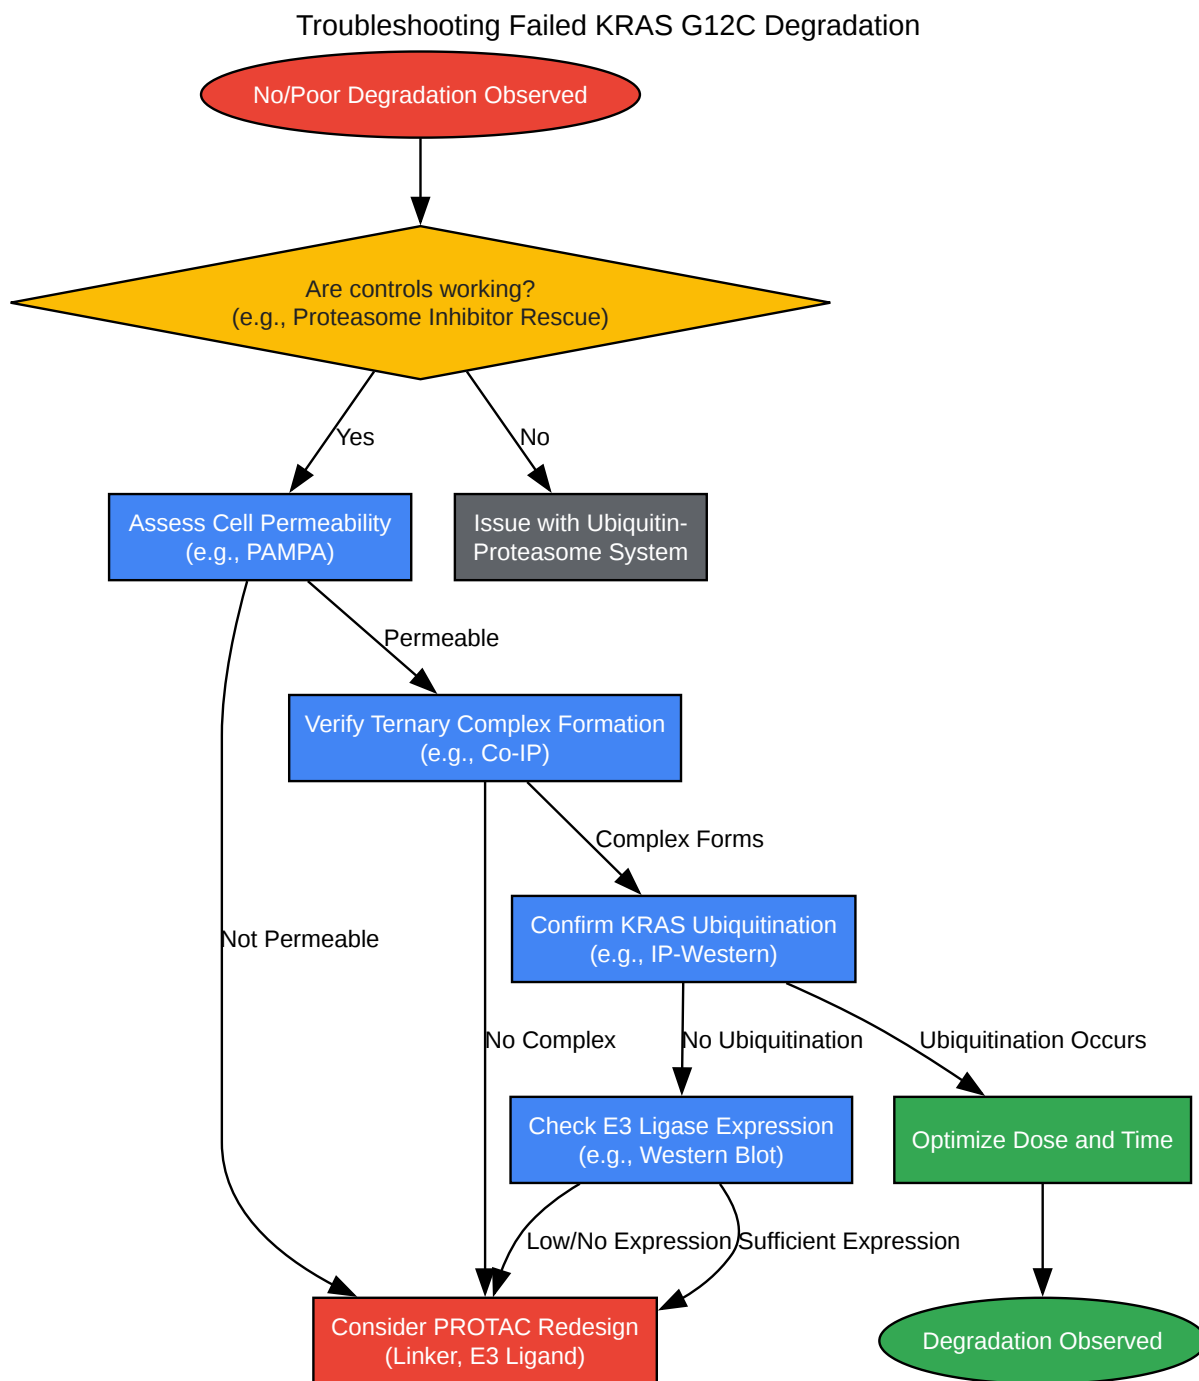 Troubleshooting Failed KRAS G12C Degradation
No/Poor Degradation Observed
Are controls working?
(e.g., Proteasome Inhibitor Rescue)
Yes
No
Assess Cell Permeability
(e.g., PAMPA)
Issue with Ubiquitin-
Proteasome System
Permeable
Verify Ternary Complex Formation
(e.g., Co-IP)
Complex Forms
Confirm KRAS Ubiquitination
(e.g., IP-Western)
Not Permeable
No Complex
No Ubiquitination
Ubiquitination Occurs
Check E3 Ligase Expression
(e.g., Western Blot)
Optimize Dose and Time
Low/No Expression
Sufficient Expression
Consider PROTAC Redesign
(Linker, E3 Ligand)
Degradation Observed